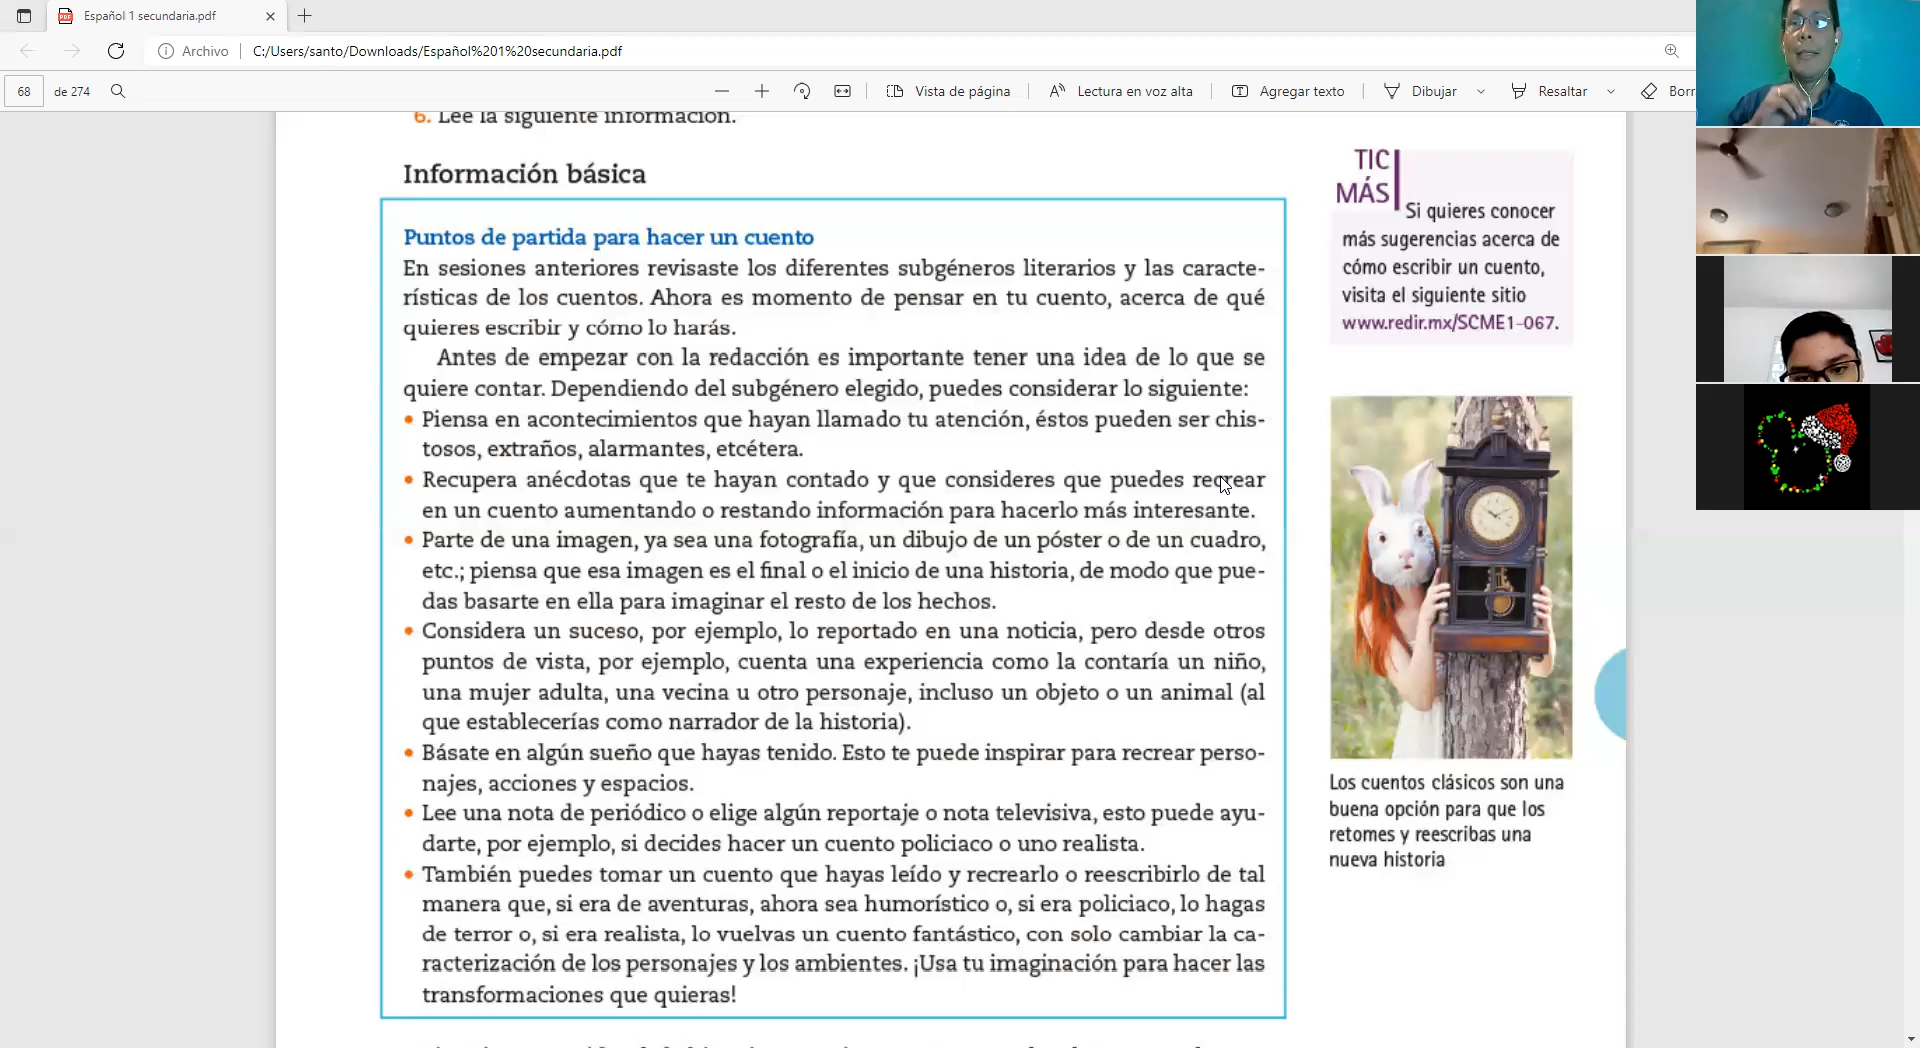 Español 1 secundaria.pdf
Archivo
C:/Users/santo/Downloads/Español%201%20secundaria.pdf
68 de 274
Vista de página
Lectura en voz alta
Agregar texto
Dibujar
Resaltar
Borr
6. Lee la siguiente información.
Información básica
Puntos de partida para hacer un cuento
En sesiones anteriores revisaste los diferentes subgéneros literarios y las caracte-
rísticas de los cuentos. Ahora es momento de pensar en tu cuento, acerca de qué
quieres escribir y cómo lo harás.
Antes de empezar con la redacción es importante tener una idea de lo que se
quiere contar. Dependiendo del subgénero elegido, puedes considerar lo siguiente:
• Piensa en acontecimientos que hayan llamado tu atención, éstos pueden ser chis-
tosos, extraños, alarmantes, etcétera.
• Recupera anécdotas que te hayan contado y que consideres que puedes recrear
en un cuento aumentando o restando información para hacerlo más interesante.
• Parte de una imagen, ya sea una fotografía, un dibujo de un póster o de un cuadro,
etc.; piensa que esa imagen es el final o el inicio de una historia, de modo que pue-
das basarte en ella para imaginar el resto de los hechos.
• Considera un suceso, por ejemplo, lo reportado en una noticia, pero desde otros
puntos de vista, por ejemplo, cuenta una experiencia como la contaría un niño,
una mujer adulta, una vecina u otro personaje, incluso un objeto o un animal (al
que establecerías como narrador de la historia).
• Básate en algún sueño que hayas tenido. Esto te puede inspirar para recrear perso-
najes, acciones y espacios.
• Lee una nota de periódico o elige algún reportaje o nota televisiva, esto puede ayu-
darte, por ejemplo, si decides hacer un cuento policiaco o uno realista.
• También puedes tomar un cuento que hayas leído y recrearlo o reescribirlo de tal
manera que, si era de aventuras, ahora sea humorístico o, si era policiaco, lo hagas
de terror o, si era realista, lo vuelvas un cuento fantástico, con solo cambiar la ca-
racterización de los personajes y los ambientes. ¡Usa tu imaginación para hacer las
transformaciones que quieras!
TIC
MÁS
Si quieres conocer
más sugerencias acerca de
cómo escribir un cuento,
visita el siguiente sitio
www.redir.mx/SCME1-067.
Los cuentos clásicos son una
buena opción para que los
retomes y reescribas una
nueva historia